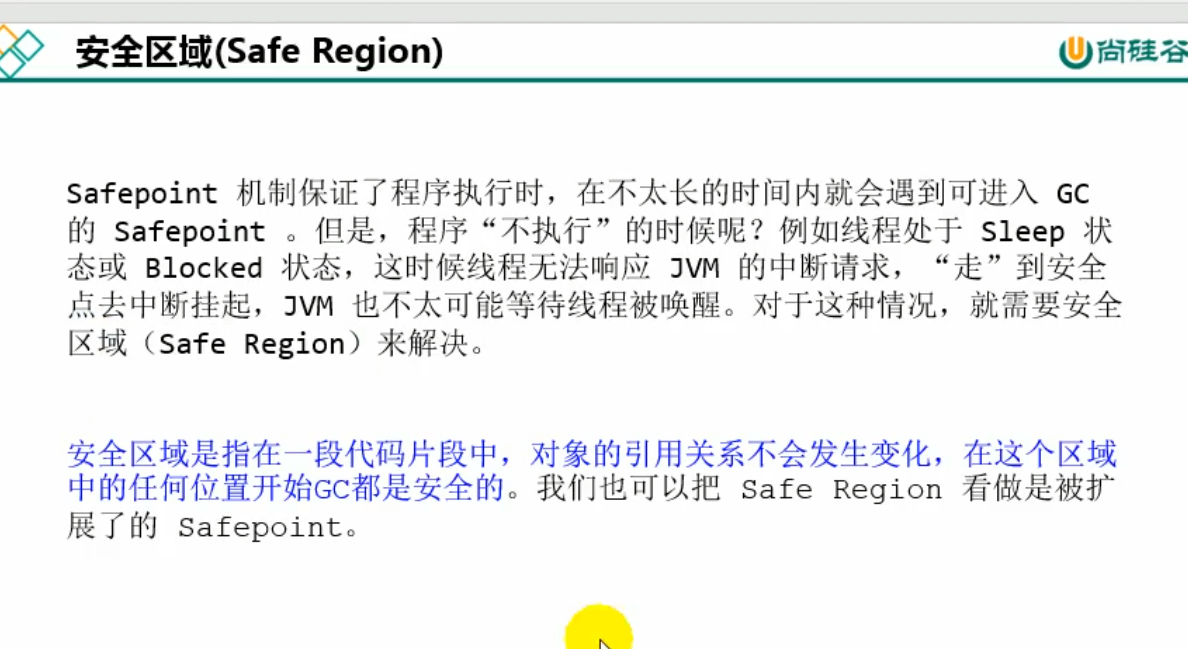 安全区域(Safe Region)
尚硅谷
Safepoint 机制保证了程序执行时，在不太长的时间内就会遇到可进入 GC
的 Safepoint 。但是，程序“不执行”的时候呢？例如线程处于 Sleep 状
态或 Blocked 状态，这时候线程无法响应 JVM 的中断请求，“走”到安全
点去中断挂起，JVM 也不太可能等待线程被唤醒。对于这种情况，就需要安全
区域（Safe Region）来解决。
安全区域是指在一段代码片段中，对象的引用关系不会发生变化，在这个区域
中的任何位置开始GC都是安全的。我们也可以把 Safe Region 看做是被扩
展了的 Safepoint。